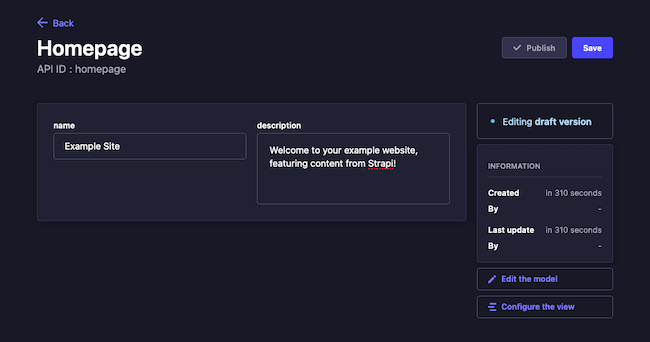 Back
Homepage
API ID : homepage
Publish
Save
name
Example Site
description
Welcome to your example website,
featuring content from Strapi!
Editing draft version
INFORMATION
Created in 310 seconds
By -
Last update in 310 seconds
By -
Edit the model
Configure the view